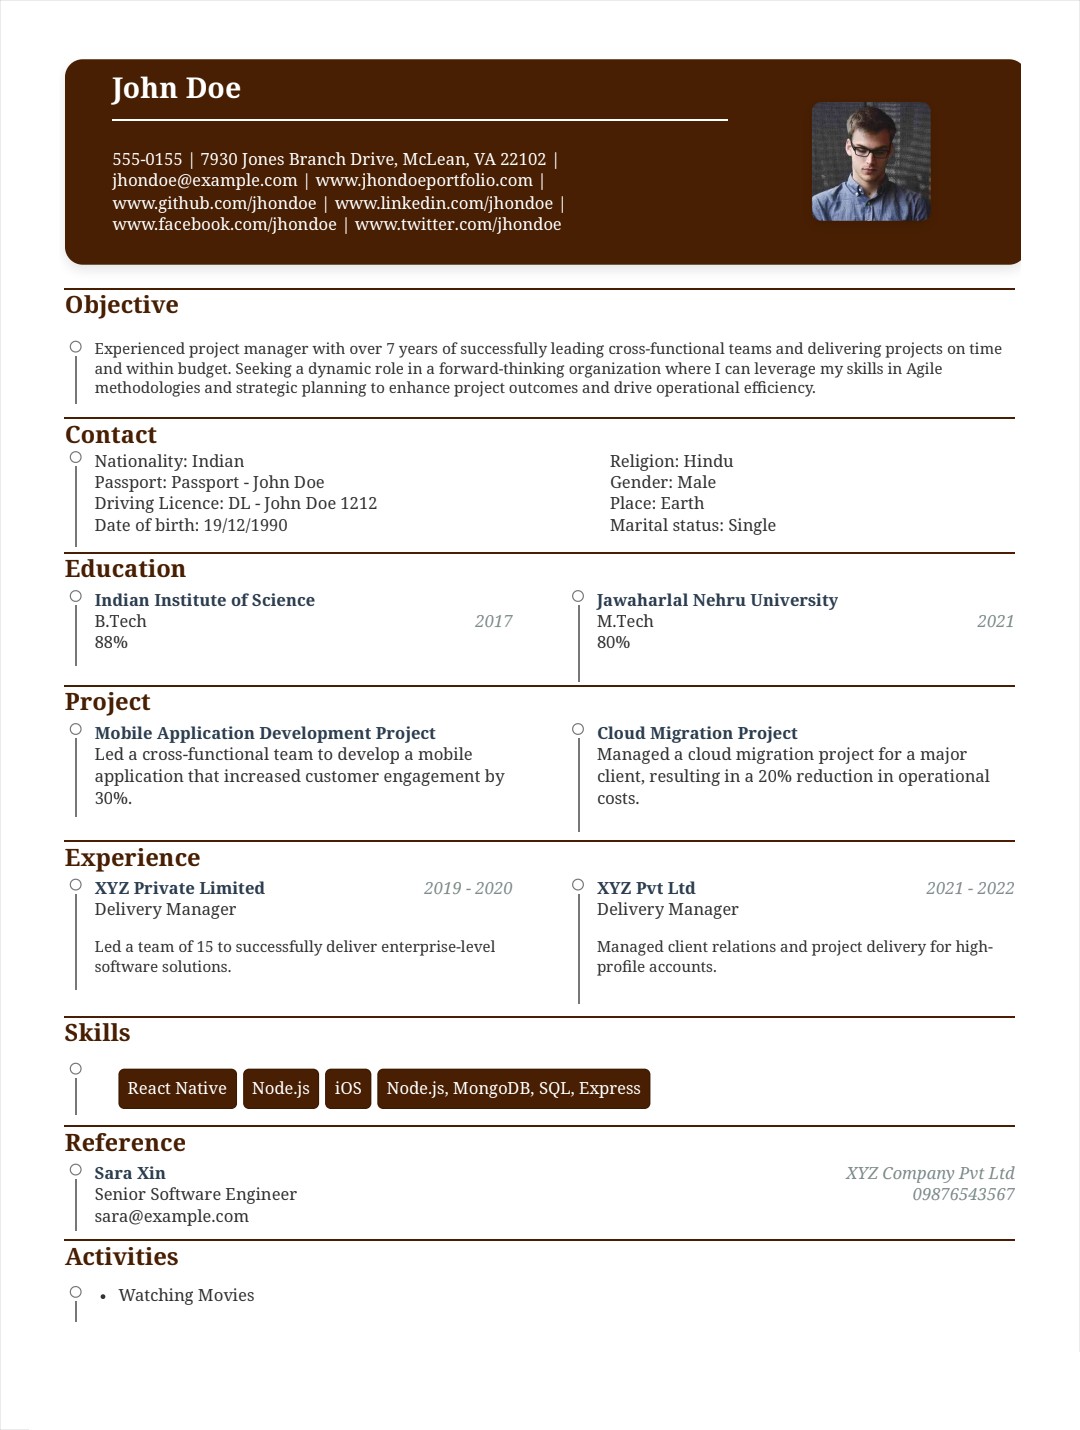 John Doe
555-0155 | 7930 Jones Branch Drive, McLean, VA 22102 |
jhondoe@example.com | www.jhondoeportfolio.com |
www.github.com/jhondoe | www.linkedin.com/jhondoe |
www.facebook.com/jhondoe | www.twitter.com/jhondoe
Objective
Experienced project manager with over 7 years of successfully leading cross-functional teams and delivering projects on time
and within budget. Seeking a dynamic role in a forward-thinking organization where I can leverage my skills in Agile
methodologies and strategic planning to enhance project outcomes and drive operational efficiency.
Contact
Nationality: Indian
Passport: Passport - John Doe
Driving Licence: DL - John Doe 1212
Date of birth: 19/12/1990
Religion: Hindu
Gender: Male
Place: Earth
Marital status: Single
Education
Indian Institute of Science
B.Tech 2017
88%
Jawaharlal Nehru University
M.Tech 2021
80%
Project
Mobile Application Development Project
Led a cross-functional team to develop a mobile
application that increased customer engagement by
30%.
Cloud Migration Project
Managed a cloud migration project for a major
client, resulting in a 20% reduction in operational
costs.
Experience
XYZ Private Limited 2019 - 2020
Delivery Manager
Led a team of 15 to successfully deliver enterprise-level
software solutions.
XYZ Pvt Ltd 2021 - 2022
Delivery Manager
Managed client relations and project delivery for high-
profile accounts.
Skills
React Native Node.js iOS Node.js, MongoDB, SQL, Express
Reference
Sara Xin XYZ Company Pvt Ltd
Senior Software Engineer 09876543567
sara@example.com
Activities
• Watching Movies